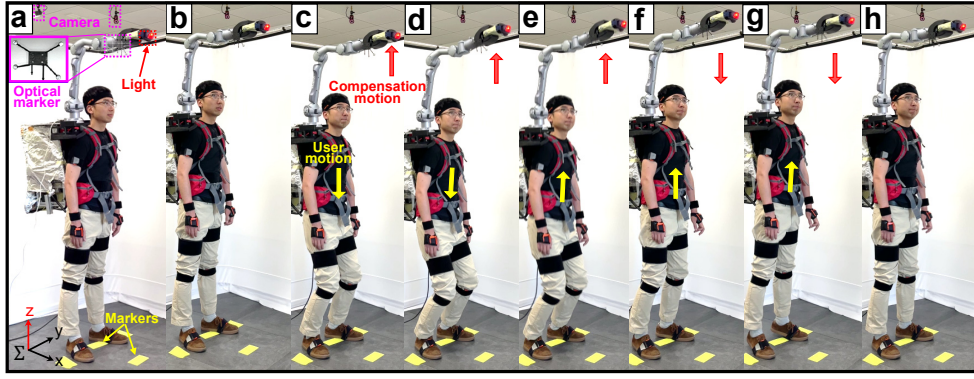 a b c d e f g h
Camera
Optical
marker
Light
Compensation
motion
User
motion
Markers
z
y
x
Σ